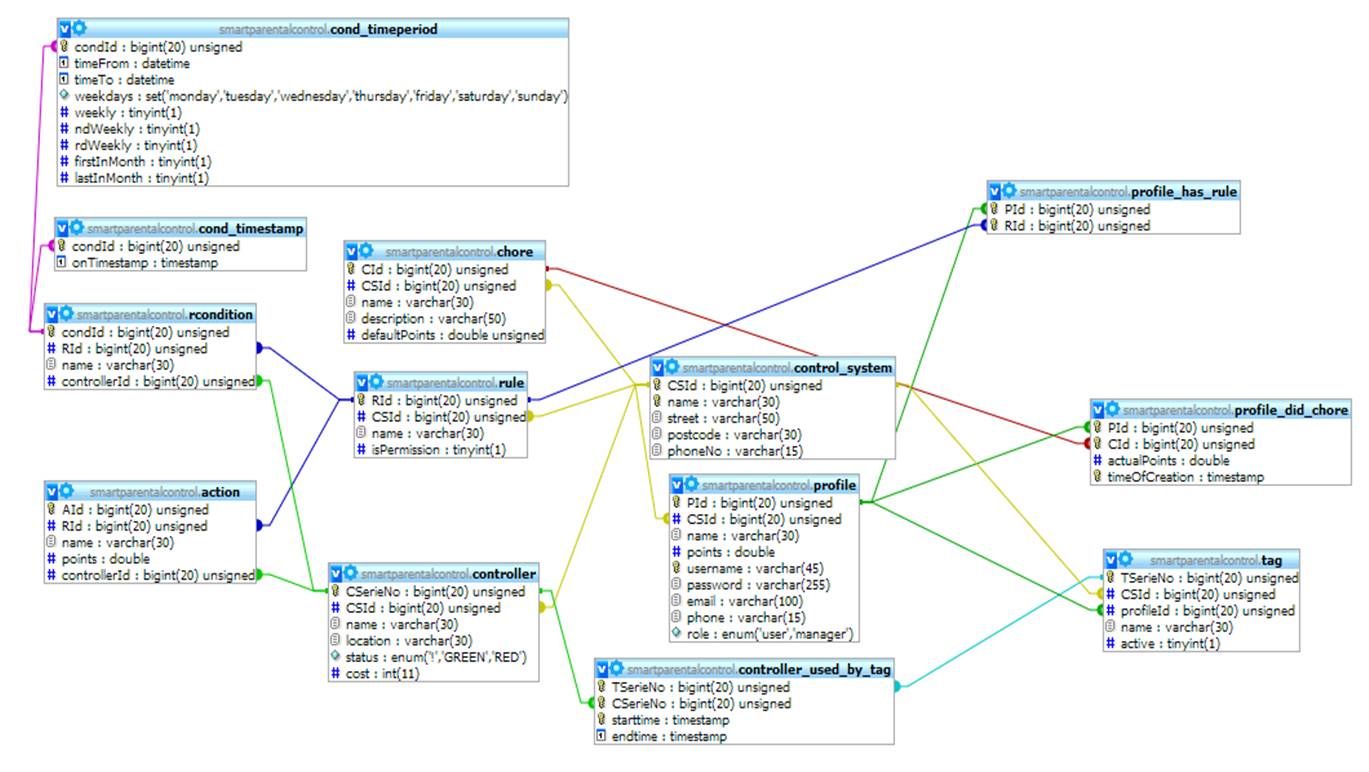 smartparentalcontrol.cond_timeperiod
condId : bigint(20) unsigned
timeFrom : datetime
timeTo : datetime
weekdays : set('monday','tuesday','wednesday','thursday','friday','saturday','sunday')
weekly : tinyint(1)
ndWeekly : tinyint(1)
rdWeekly : tinyint(1)
firstInMonth : tinyint(1)
lastInMonth : tinyint(1)
smartparentalcontrol.profile_has_rule
PId : bigint(20) unsigned
RId : bigint(20) unsigned
smartparentalcontrol.cond_timestamp
condId : bigint(20) unsigned
onTimestamp : timestamp
smartparentalcontrol.chore
CId : bigint(20) unsigned
CSId : bigint(20) unsigned
name : varchar(30)
description : varchar(50)
defaultPoints : double unsigned
smartparentalcontrol.rcondition
condId : bigint(20) unsigned
RId : bigint(20) unsigned
name : varchar(30)
controllerId : bigint(20) unsigned
smartparentalcontrol.rule
RId : bigint(20) unsigned
CSId : bigint(20) unsigned
name : varchar(30)
isPermission : tinyint(1)
smartparentalcontrol.control_system
CSId : bigint(20) unsigned
name : varchar(30)
street : varchar(50)
postcode : varchar(30)
phoneNo : varchar(15)
smartparentalcontrol.profile_did_chore
PId : bigint(20) unsigned
CId : bigint(20) unsigned
actualPoints : double
timeOfCreation : timestamp
smartparentalcontrol.action
AId : bigint(20) unsigned
RId : bigint(20) unsigned
name : varchar(30)
points : double
controllerId : bigint(20) unsigned
smartparentalcontrol.profile
PId : bigint(20) unsigned
CSId : bigint(20) unsigned
name : varchar(30)
points : double
username : varchar(45)
password : varchar(255)
email : varchar(100)
phone : varchar(15)
role : enum('user','manager')
smartparentalcontrol.controller
CSerieNo : bigint(20) unsigned
CSId : bigint(20) unsigned
name : varchar(30)
location : varchar(30)
status : enum('!','GREEN','RED')
cost : int(11)
smartparentalcontrol.tag
TSerieNo : bigint(20) unsigned
CSId : bigint(20) unsigned
profileId : bigint(20) unsigned
name : varchar(30)
active : tinyint(1)
smartparentalcontrol.controller_used_by_tag
TSerieNo : bigint(20) unsigned
CSerieNo : bigint(20) unsigned
starttime : timestamp
endtime : timestamp